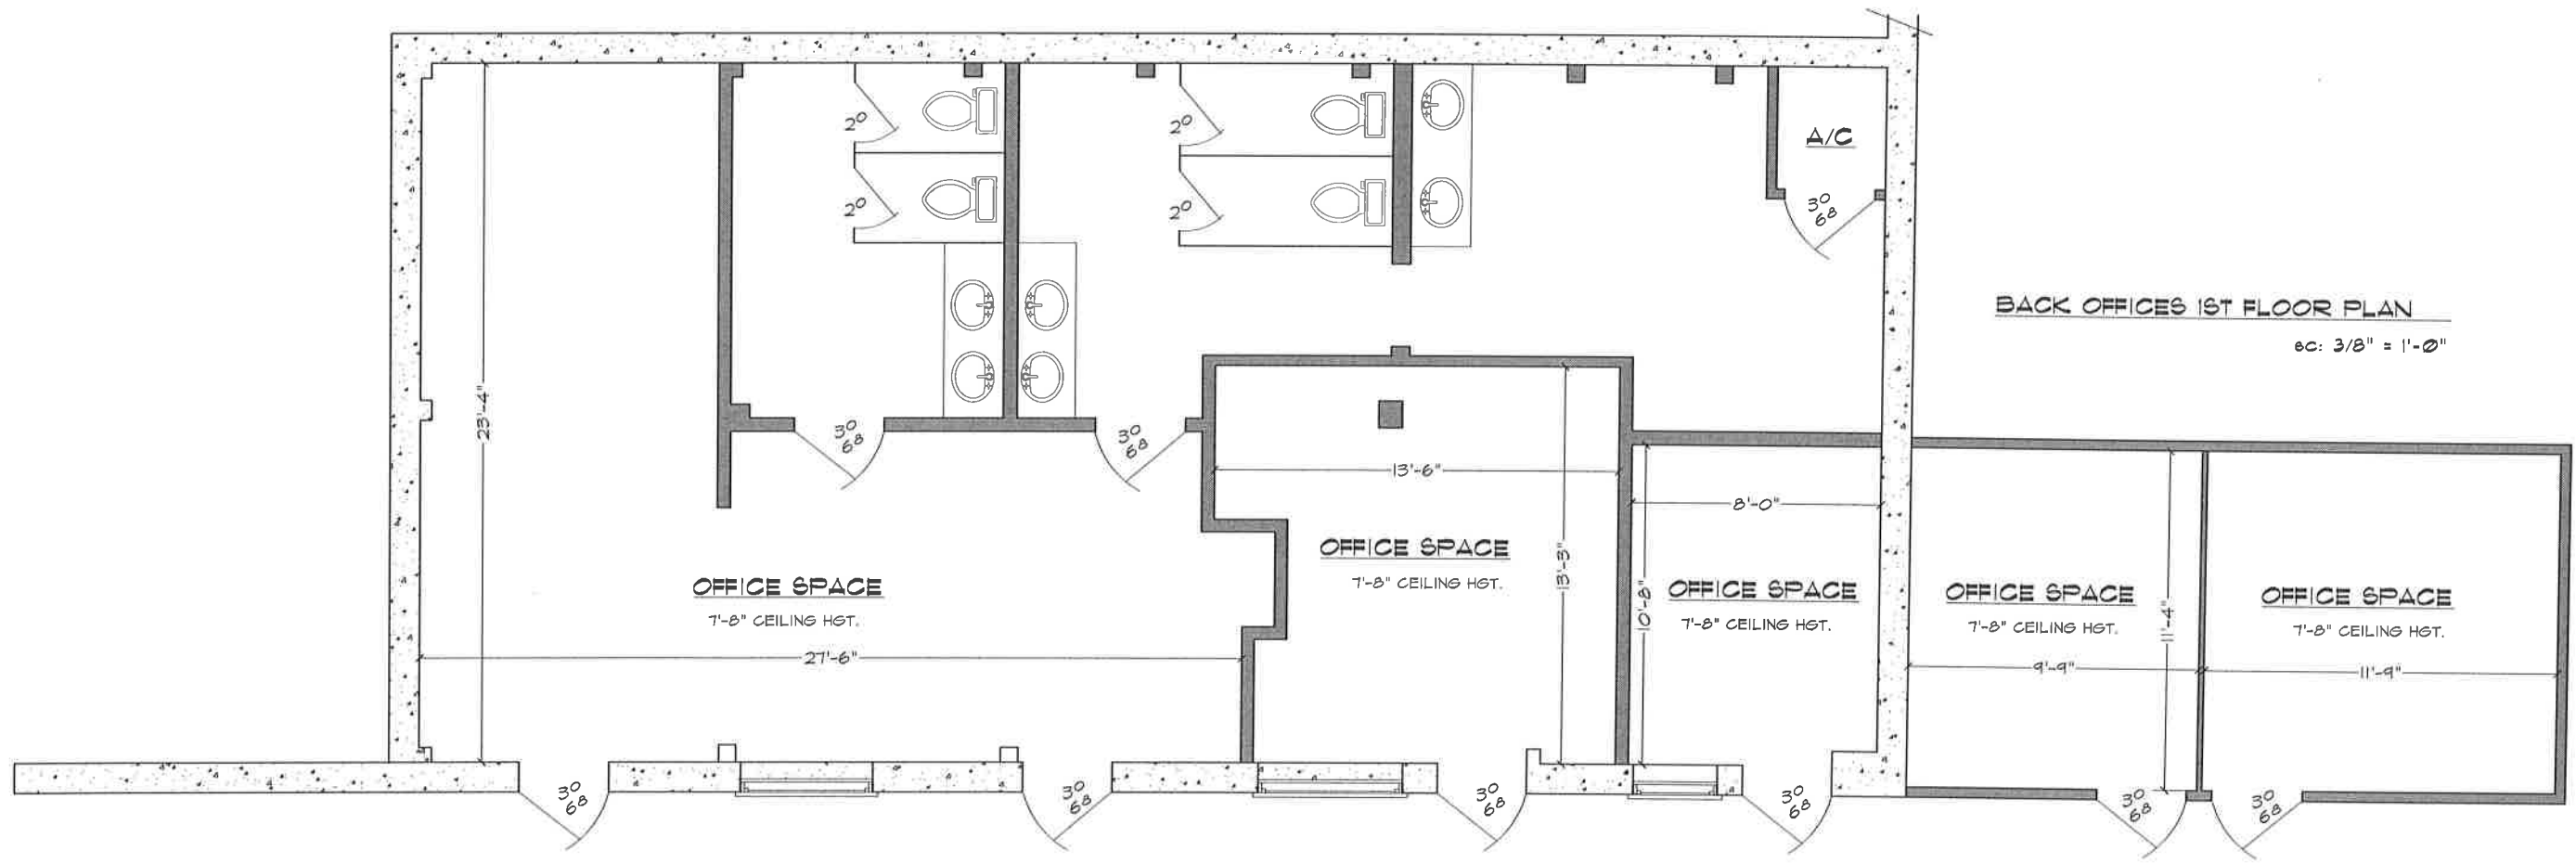 2⁰
2⁰
2⁰
2⁰
A/C
3⁰
6⁸
BACK OFFICES 1ST FLOOR PLAN
SC: 3/8" = 1'-0"
23'-4"
3⁰
6⁸
3⁰
6⁸
13'-6"
8'-0"
OFFICE SPACE
7'-8" CEILING HGT.
13'-3"
OFFICE SPACE
7'-8" CEILING HGT.
27'-6"
10'-8"
OFFICE SPACE
7'-8" CEILING HGT.
OFFICE SPACE
7'-8" CEILING HGT.
11'-4"
9'-9"
OFFICE SPACE
7'-8" CEILING HGT.
11'-9"
3⁰
6⁸
3⁰
6⁸
3⁰
6⁸
3⁰
6⁸
3⁰
6⁸
3⁰
6⁸